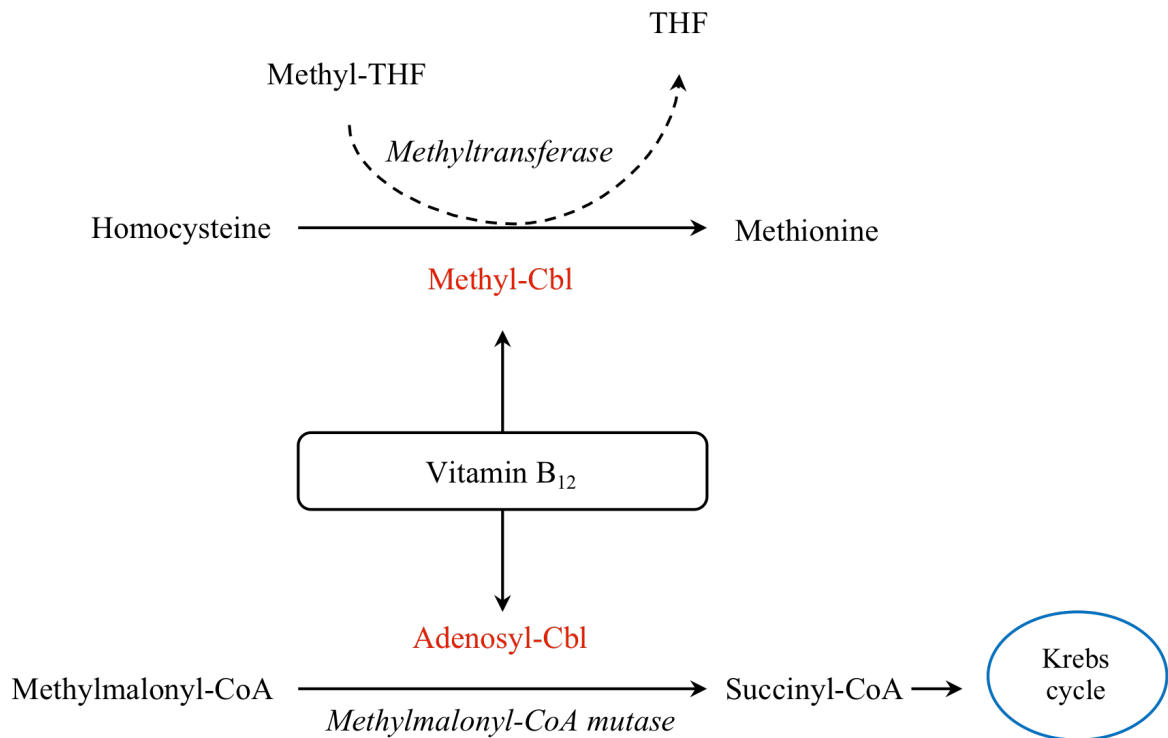 THF
Methyl-THF
Methyltransferase
Homocysteine
Methionine
Methyl-Cbl
Vitamin B₁₂
Adenosyl-Cbl
Methylmalonyl-CoA
Succinyl-CoA
Krebs
cycle
Methylmalonyl-CoA mutase